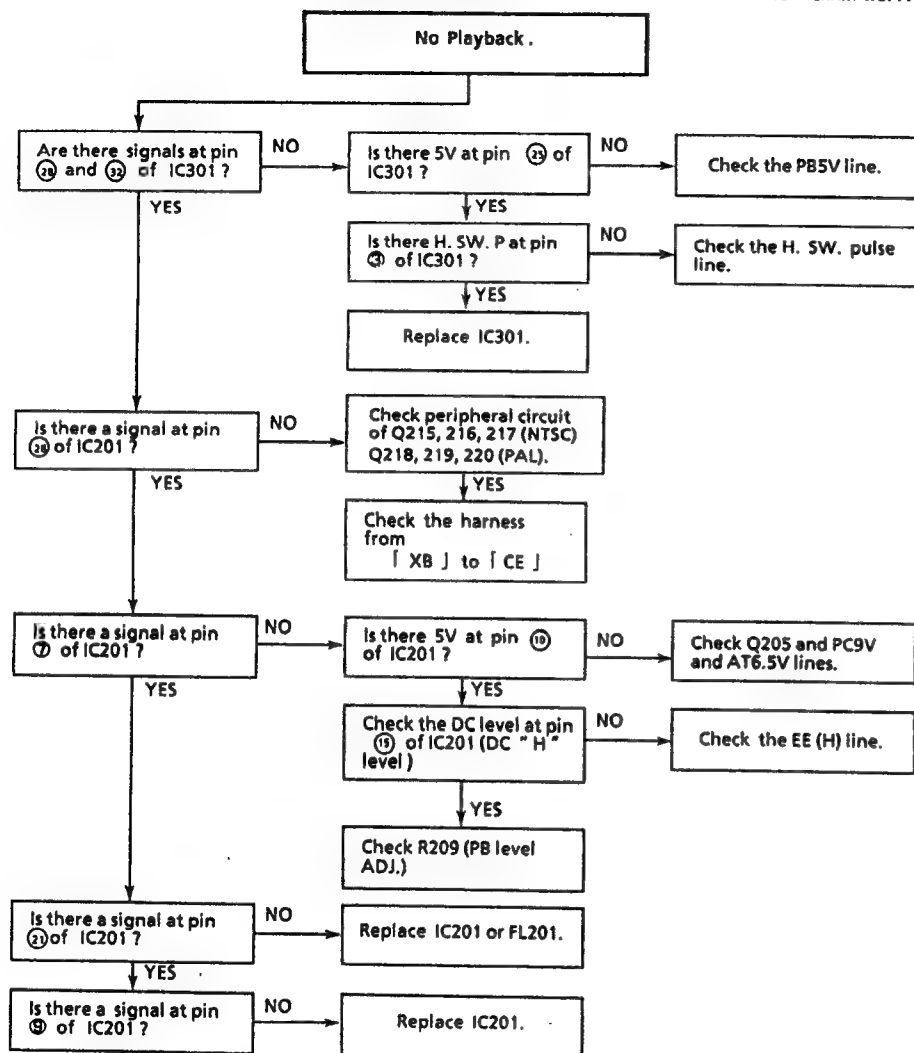 No Playback.
Are there signals at pin
㉘ and ㉜ of IC301?
NO
YES
Is there 5V at pin ㉕ of
IC301?
NO
YES
Check the PB5V line.
Is there H. SW. P at pin
③ of IC301?
NO
YES
Check the H. SW. pulse
line.
Replace IC301.
Is there a signal at pin
㉘ of IC201?
NO
YES
Check peripheral circuit
of Q215, 216, 217 (NTSC)
Q218, 219, 220 (PAL).
YES
Check the harness
from
「 XB 」 to 「 CE 」
Is there a signal at pin
⑦ of IC201?
NO
YES
Is there 5V at pin ⑩
of IC201?
NO
YES
Check Q205 and PC9V
and AT6.5V lines.
Check the DC level at pin
⑮ of IC201 (DC "H"
level)
NO
YES
Check the EE (H) line.
Check R209 (PB level
ADJ.)
Is there a signal at pin
㉑ of IC201?
NO
YES
Replace IC201 or FL201.
Is there a signal at pin
⑨ of IC201?
NO
Replace IC201.